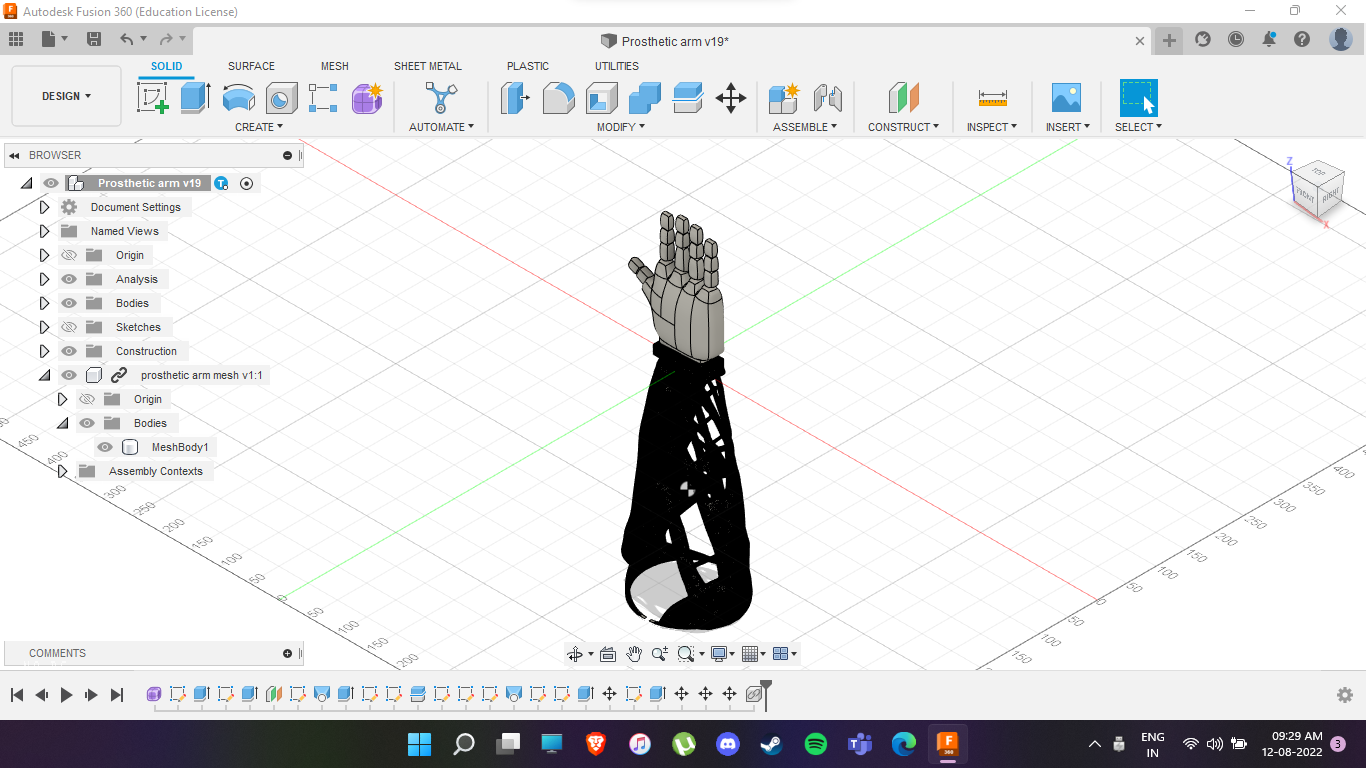 Autodesk Fusion 360 (Education License)
Prosthetic arm v19*
SOLID SURFACE MESH SHEET METAL PLASTIC UTILITIES
DESIGN
CREATE AUTOMATE MODIFY ASSEMBLE CONSTRUCT INSPECT INSERT SELECT
BROWSER
Prosthetic arm v19
Document Settings
Named Views
Origin
Analysis
Bodies
Sketches
Construction
prosthetic arm mesh v1:1
Origin
Bodies
MeshBody1
Assembly Contexts
Z
TOP
FRONT
RIGHT
X
450
400
300
250
200
150
100
50
0
50
100
150
200
400
350
300
250
200
150
100
50
0
50
100
150
COMMENTS
ENG
IN
09:29 AM
12-08-2022
3
F
360